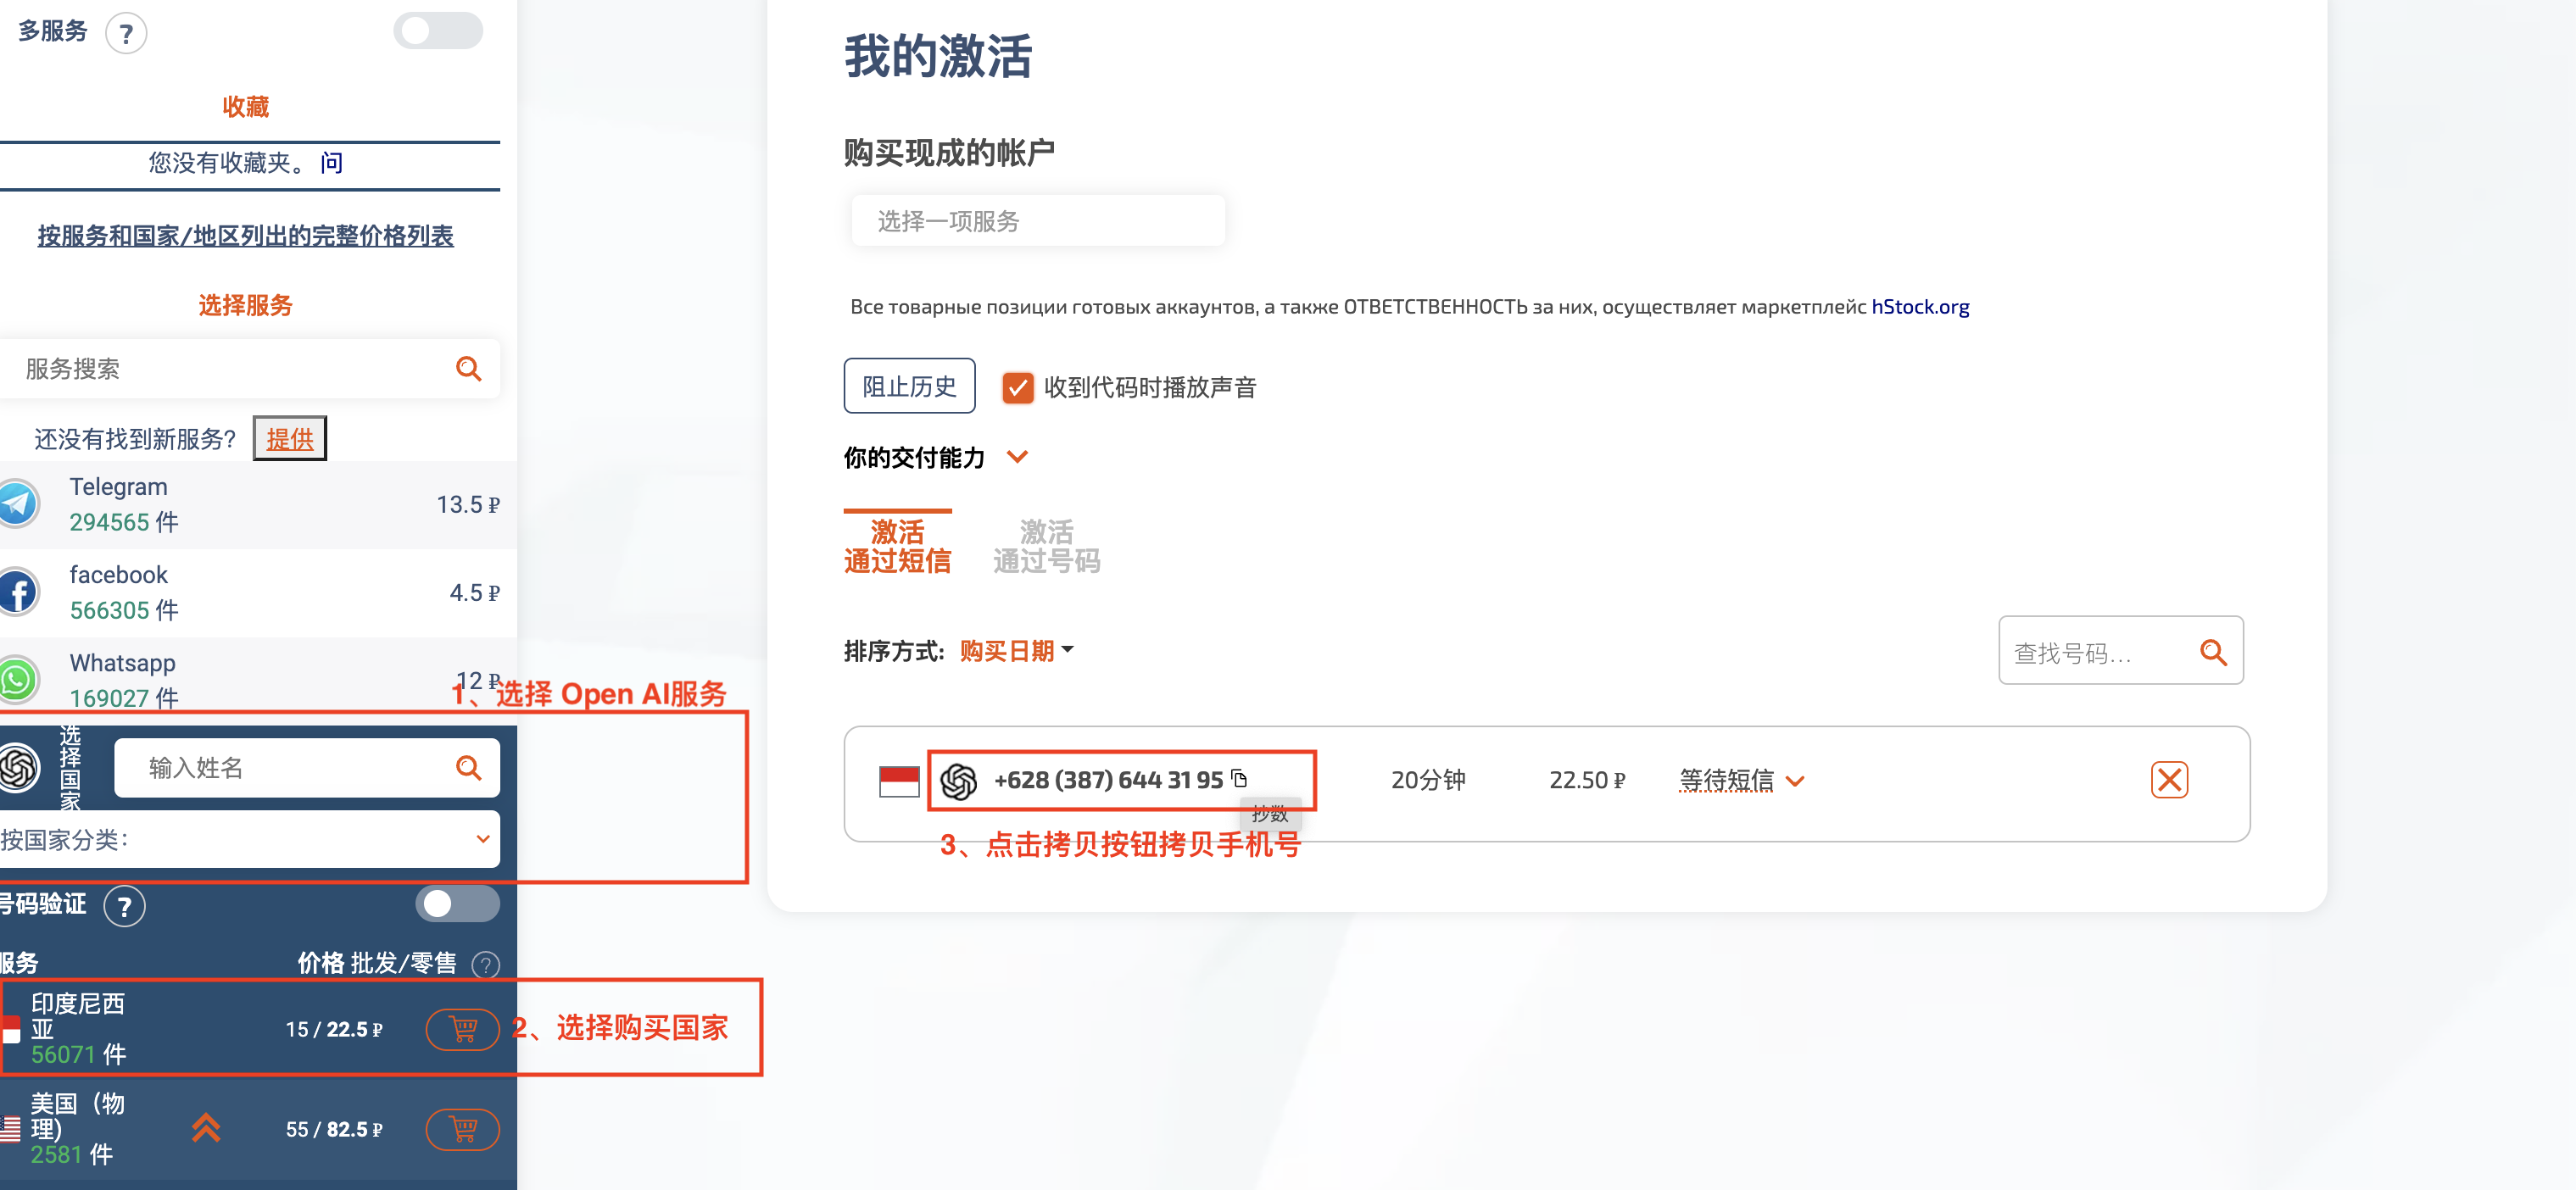 多服务 ?
收藏
您没有收藏夹。 问
按服务和国家/地区列出的完整价格列表
选择服务
服务搜索
还没有找到新服务? 提供
Telegram
294565 件
13.5 ₽
facebook
566305 件
4.5 ₽
Whatsapp
169027 件
12 ₽
1、选择 Open AI服务
选择国家
输入姓名
按国家分类:
号码验证 ?
服务
价格 批发/零售 ?
印度尼西亚
56071 件
15 / 22.5 ₽
2、选择购买国家
美国（物理)
2581 件
55 / 82.5 ₽
我的激活
购买现成的帐户
选择一项服务
Все товарные позиции готовых аккаунтов, а также ОТВЕТСТВЕННОСТЬ за них, осуществляет маркетплейс hStock.org
阻止历史
收到代码时播放声音
你的交付能力
激活
通过短信
激活
通过号码
排序方式: 购买日期
查找号码...
+628 (387) 644 31 95
20分钟
22.50 ₽
等待短信
抄数
3、点击拷贝按钮拷贝手机号